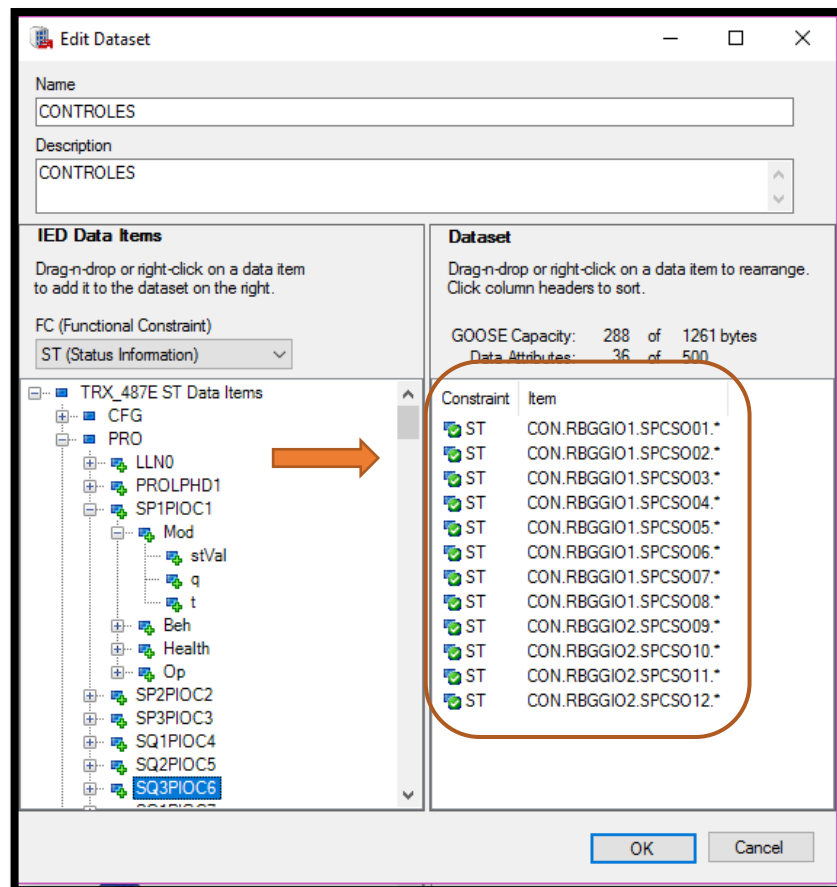 Edit Dataset
Name
CONTROLES
Description
CONTROLES
IED Data Items
Drag-n-drop or right-click on a data item
to add it to the dataset on the right.
FC (Functional Constraint)
ST (Status Information)
TRX_487E ST Data Items
CFG
PRO
LLN0
PROLPHD1
SP1PIOC1
Mod
stVal
q
t
Beh
Health
Op
SP2PIOC2
SP3PIOC3
SQ1PIOC4
SQ2PIOC5
SQ3PIOC6
Dataset
Drag-n-drop or right-click on a data item to rearrange.
Click column headers to sort.
GOOSE Capacity: 288 of 1261 bytes
Data Attributes: 36 of 500
Constraint Item
ST CON.RBGGIO1.SPCSO01.*
ST CON.RBGGIO1.SPCSO02.*
ST CON.RBGGIO1.SPCSO03.*
ST CON.RBGGIO1.SPCSO04.*
ST CON.RBGGIO1.SPCSO05.*
ST CON.RBGGIO1.SPCSO06.*
ST CON.RBGGIO1.SPCSO07.*
ST CON.RBGGIO1.SPCSO08.*
ST CON.RBGGIO2.SPCSO09.*
ST CON.RBGGIO2.SPCSO10.*
ST CON.RBGGIO2.SPCSO11.*
ST CON.RBGGIO2.SPCSO12.*
OK Cancel